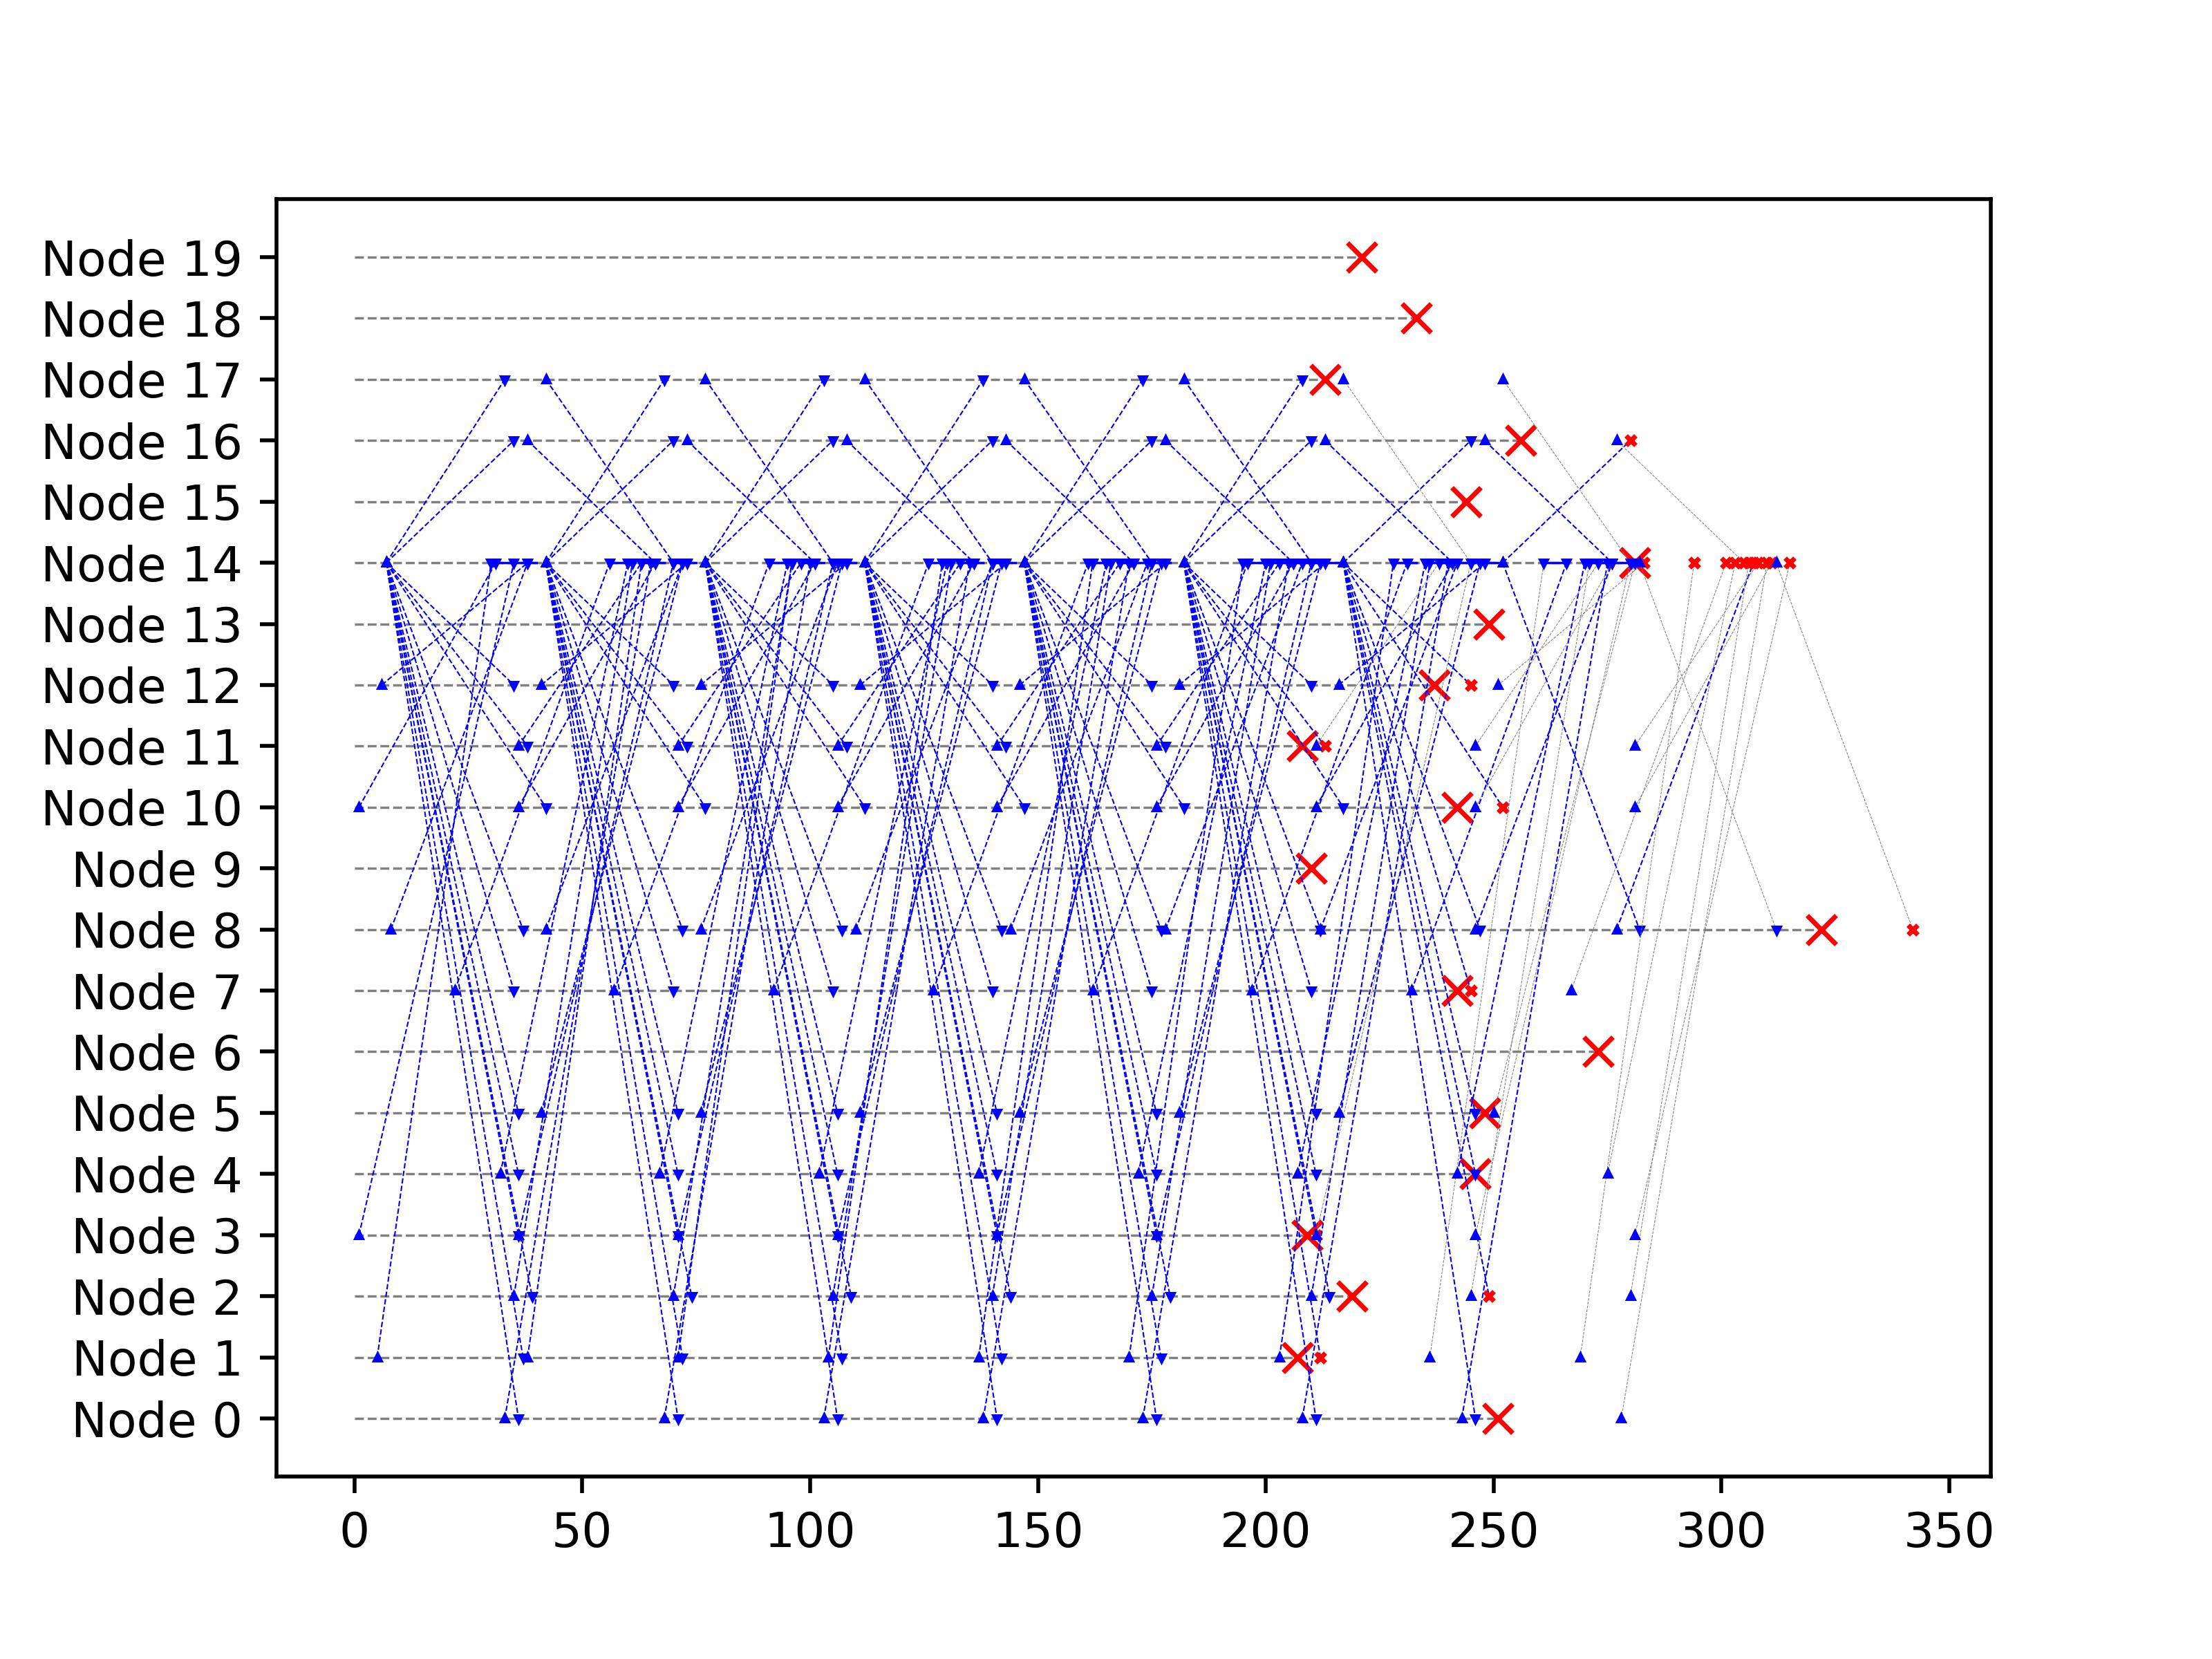 Node 19
Node 18
Node 17
Node 16
Node 15
Node 14
Node 13
Node 12
Node 11
Node 10
Node 9
Node 8
Node 7
Node 6
Node 5
Node 4
Node 3
Node 2
Node 1
Node 0
0 50 100 150 200 250 300 350